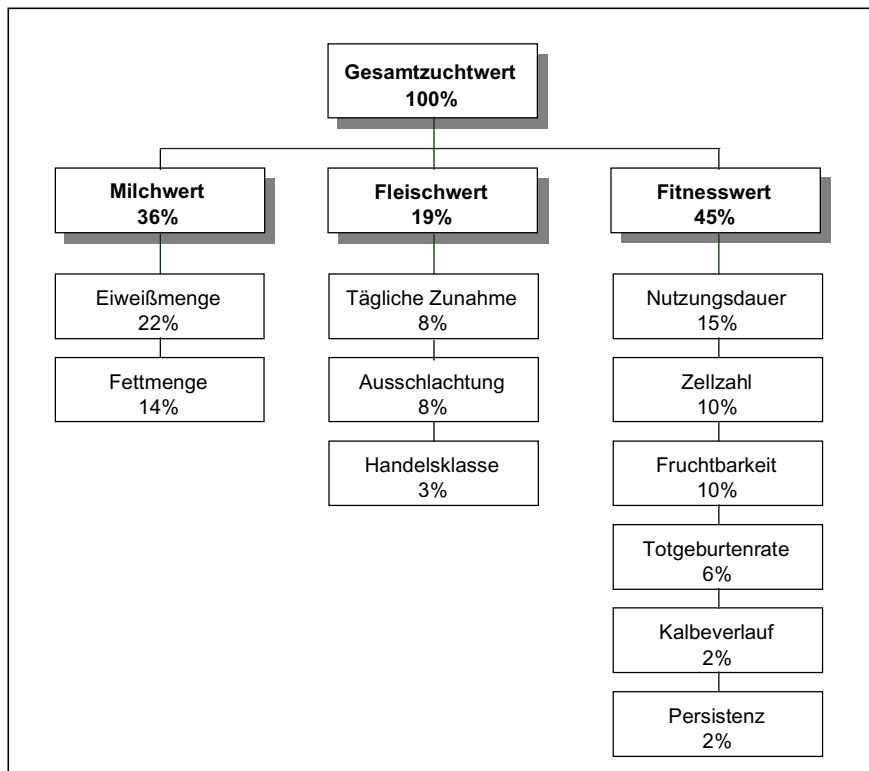 Gesamtzuchtwert
100%
Milchwert
36%
Fleischwert
19%
Fitnesswert
45%
Eiweißmenge
22%
Fettmenge
14%
Tägliche Zunahme
8%
Ausschlachtung
8%
Handelsklasse
3%
Nutzungsdauer
15%
Zellzahl
10%
Fruchtbarkeit
10%
Totgeburtenrate
6%
Kalbeverlauf
2%
Persistenz
2%